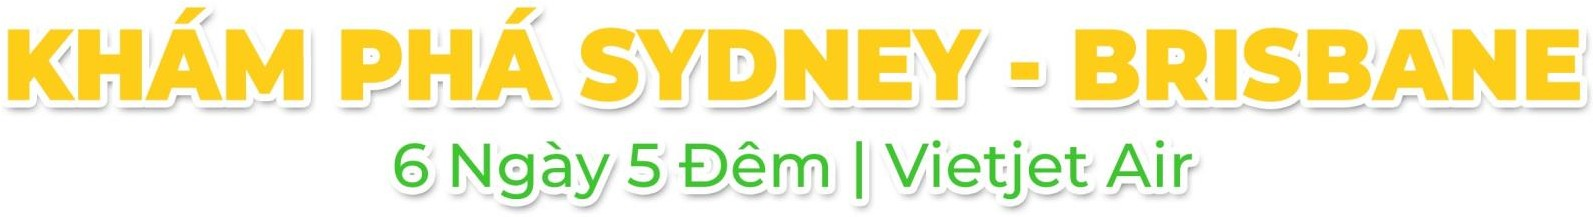 KHÁM PHÁ SYDNEY - BRISBANE
6 Ngày 5 Đêm | Vietjet Air